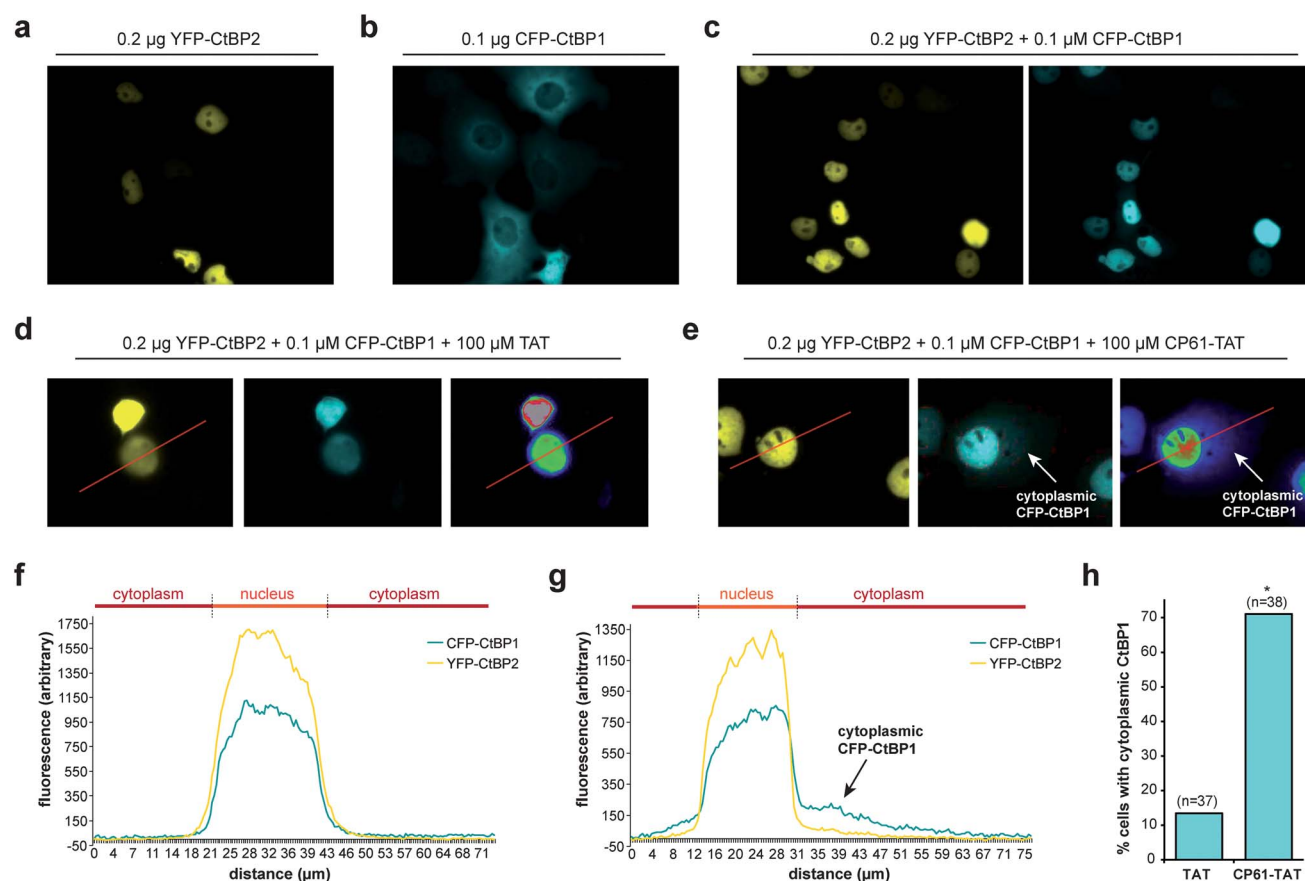 a
0.2 µg YFP-CtBP2
b
0.1 µg CFP-CtBP1
c
0.2 µg YFP-CtBP2 + 0.1 µM CFP-CtBP1
d
0.2 µg YFP-CtBP2 + 0.1 µM CFP-CtBP1 + 100 µM TAT
e
0.2 µg YFP-CtBP2 + 0.1 µM CFP-CtBP1 + 100 µM CP61-TAT
cytoplasmic
CFP-CtBP1
cytoplasmic
CFP-CtBP1
f
cytoplasm nucleus cytoplasm
1750
1550
1350
1150
950
750
550
350
150
-50
fluorescence (arbitrary)
CFP-CtBP1
YFP-CtBP2
0 4 7 11 14 18 21 25 28 32 36 39 43 46 50 53 57 60 64 67 71
distance (µm)
g
nucleus cytoplasm
1350
1150
950
750
550
350
150
-50
fluorescence (arbitrary)
CFP-CtBP1
YFP-CtBP2
cytoplasmic
CFP-CtBP1
0 4 8 12 16 20 24 28 31 35 39 43 47 51 55 59 63 67 71 75
distance (µm)
h
% cells with cytoplasmic CtBP1
70
60
50
40
30
20
10
0
(n=37)
*
(n=38)
TAT CP61-TAT